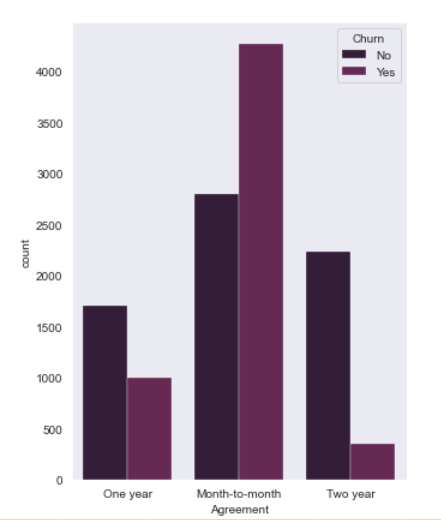 Churn
No
Yes
4000
3500
3000
2500
2000
1500
1000
500
0
count
One year
Month-to-month
Two year
Agreement